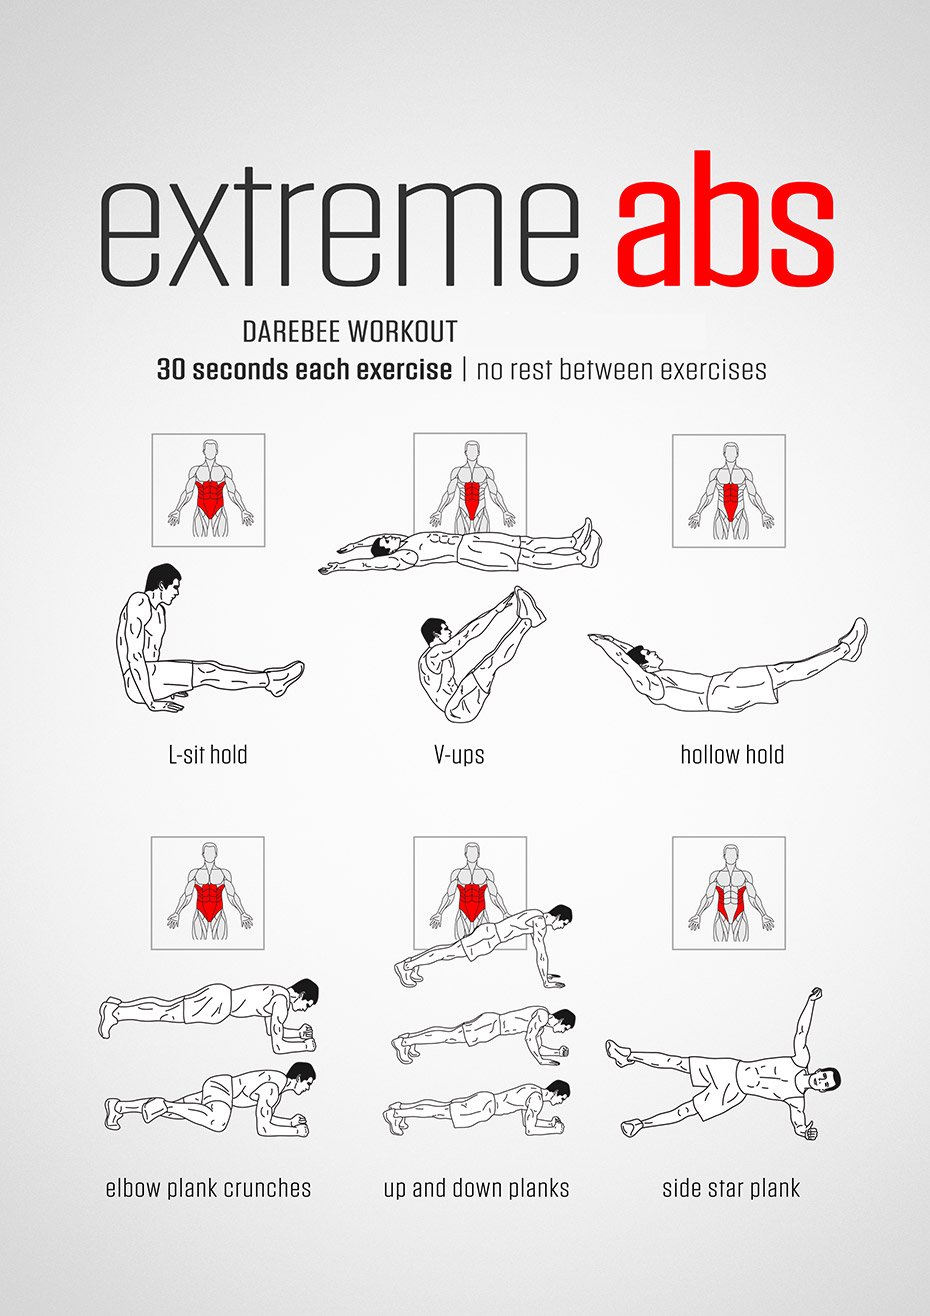 extreme abs
DAREBEE WORKOUT
30 seconds each exercise | no rest between exercises
L-sit hold
V-ups
hollow hold
elbow plank crunches
up and down planks
side star plank